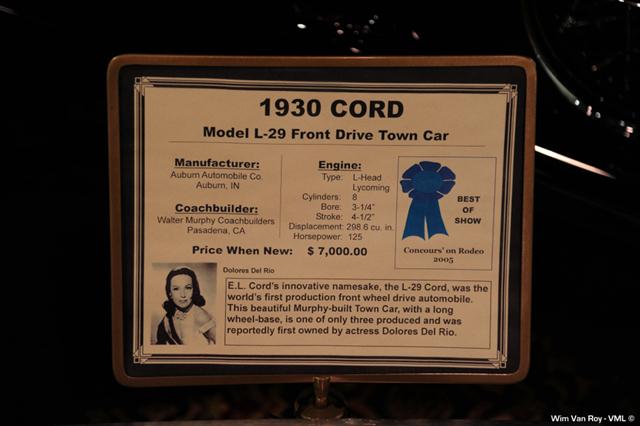 1930 CORD
Model L-29 Front Drive Town Car
Manufacturer:
Auburn Automobile Co.
Auburn, IN
Coachbuilder:
Walter Murphy Coachbuilders
Pasadena, CA
Engine:
Type: L-Head
Lycoming
Cylinders: 8
Bore: 3-1/4"
Stroke: 4-1/2"
Displacement: 298.6 cu. in.
Horsepower: 125
BEST
OF
SHOW
Concours' on Rodeo
2005
Price When New: $ 7,000.00
Dolores Del Rio
E.L. Cord's innovative namesake, the L-29 Cord, was the
world's first production front wheel drive automobile.
This beautiful Murphy-built Town Car, with a long
wheel-base, is one of only three produced and was
reportedly first owned by actress Dolores Del Rio.
Wim Van Roy - VML ©